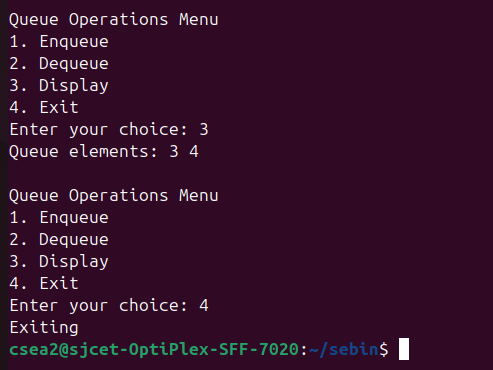 Queue Operations Menu
1. Enqueue
2. Dequeue
3. Display
4. Exit
Enter your choice: 3
Queue elements: 3 4
Queue Operations Menu
1. Enqueue
2. Dequeue
3. Display
4. Exit
Enter your choice: 4
Exiting
csea2@sjcet-OptiPlex-SFF-7020:~/sebin$